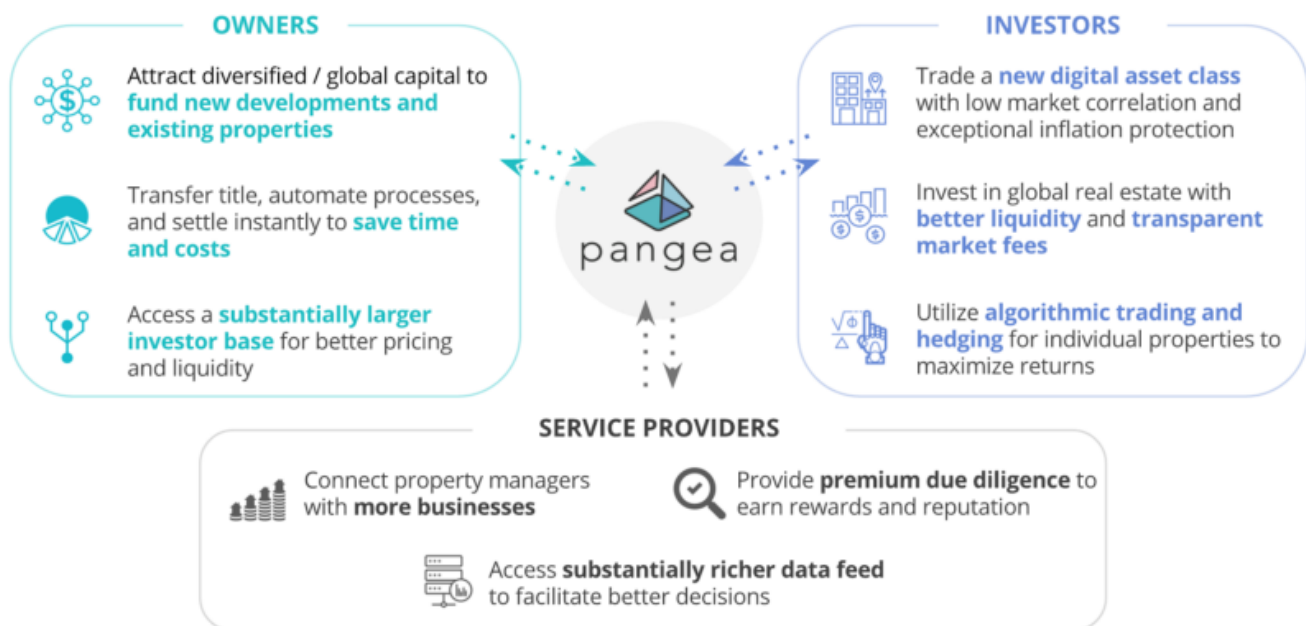 OWNERS
Attract diversified / global capital to
fund new developments and
existing properties
Transfer title, automate processes,
and settle instantly to save time
and costs
Access a substantially larger
investor base for better pricing
and liquidity
pangea
INVESTORS
Trade a new digital asset class
with low market correlation and
exceptional inflation protection
Invest in global real estate with
better liquidity and transparent
market fees
Utilize algorithmic trading and
hedging for individual properties to
maximize returns
SERVICE PROVIDERS
Connect property managers
with more businesses
Provide premium due diligence to
earn rewards and reputation
Access substantially richer data feed
to facilitate better decisions